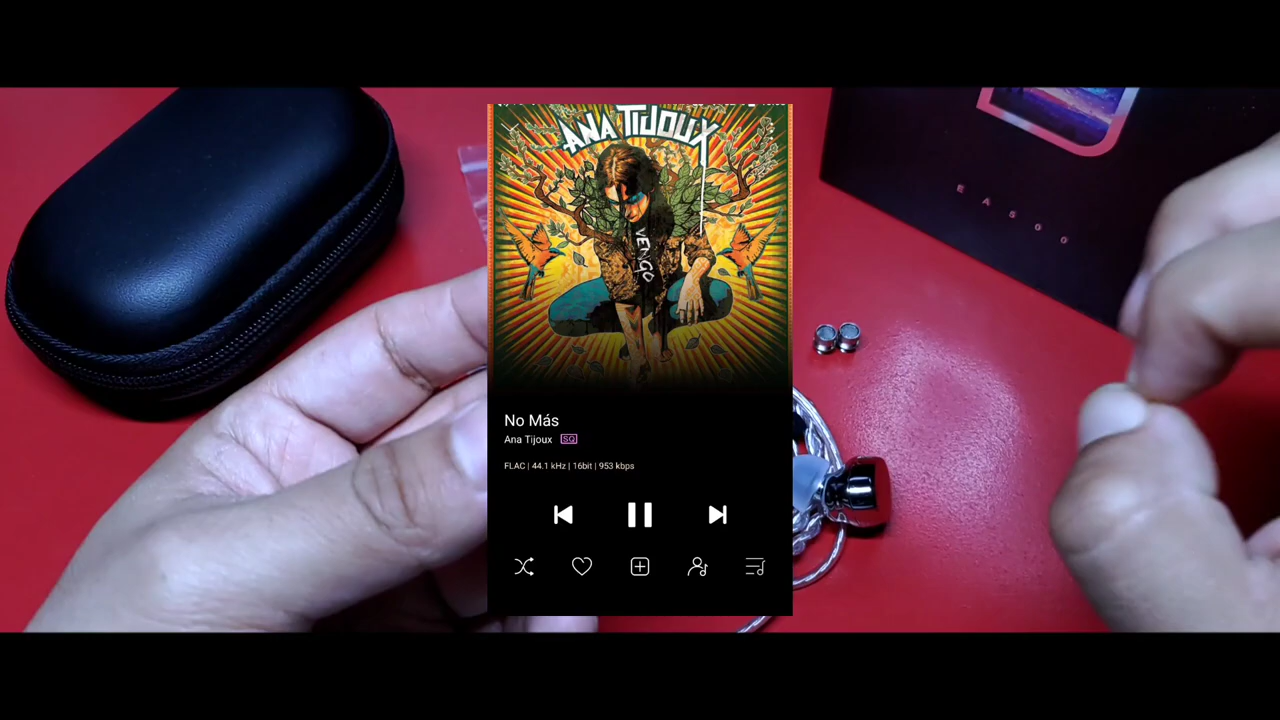 ANA TIJOUX
VENGO
No Más
Ana Tijoux SQ
FLAC | 44.1 kHz | 16bit | 953 kbps